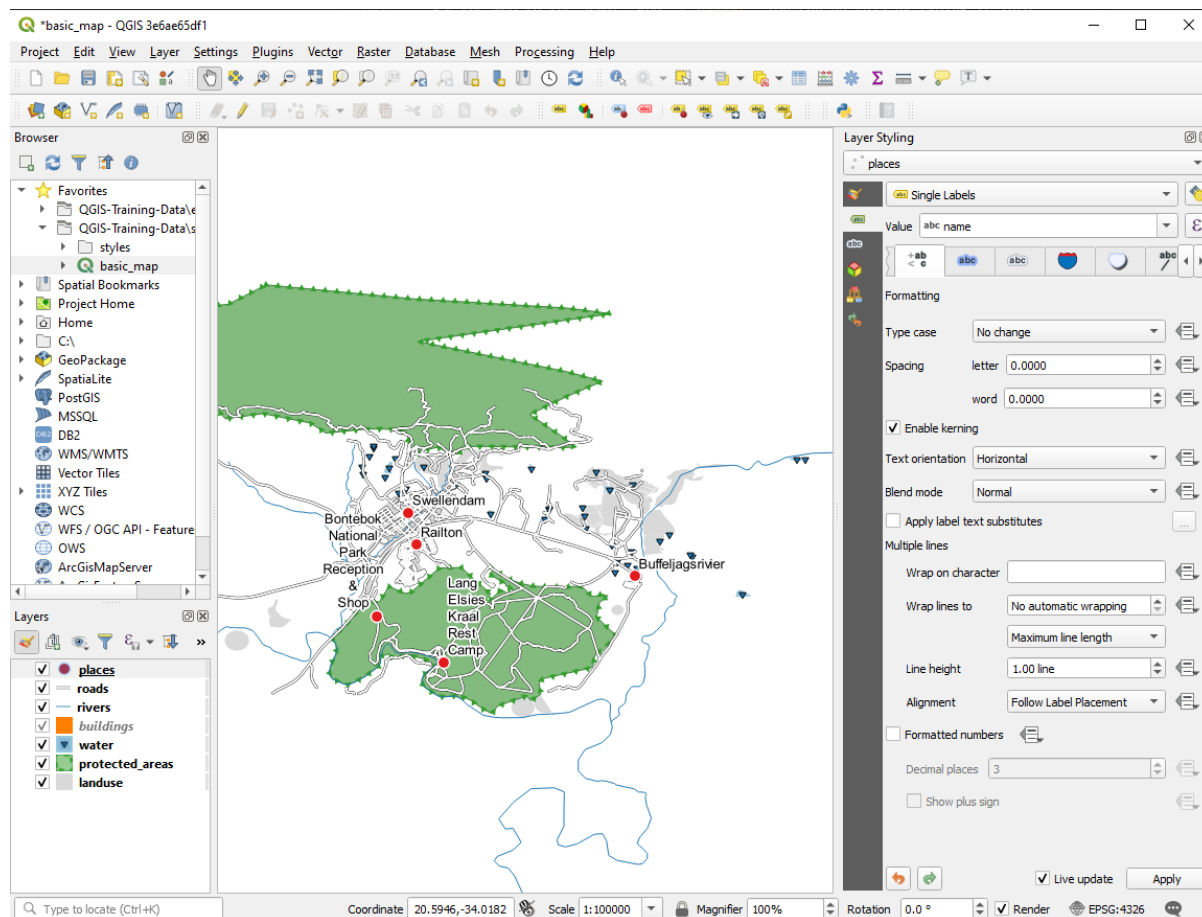 *basic_map - QGIS 3e6ae65df1
Project Edit View Layer Settings Plugins Vector Raster Database Mesh Processing Help
Browser
Favorites
QGIS-Training-Data\e
QGIS-Training-Data\s
styles
basic_map
Spatial Bookmarks
Project Home
Home
C:\
GeoPackage
SpatiaLite
PostGIS
MSSQL
DB2
WMS/WMTS
Vector Tiles
XYZ Tiles
WCS
WFS / OGC API - Feature
OWS
ArcGisMapServer
Layers
places
roads
rivers
buildings
water
protected_areas
landuse
Swellendam
Bontebok
National
Park
Reception
&
Shop
Railton
Lang
Elsies
Kraal
Rest
Camp
Buffeljagsrivier
Layer Styling
places
Single Labels
Value abc name
Formatting
Type case No change
Spacing letter 0.0000
word 0.0000
Enable kerning
Text orientation Horizontal
Blend mode Normal
Apply label text substitutes ...
Multiple lines
Wrap on character
Wrap lines to No automatic wrapping
Maximum line length
Line height 1.00 line
Alignment Follow Label Placement
Formatted numbers
Decimal places 3
Show plus sign
Live update Apply
Type to locate (Ctrl+K) Coordinate 20.5946,-34.0182 Scale 1:100000 Magnifier 100% Rotation 0.0 ° Render EPSG:4326